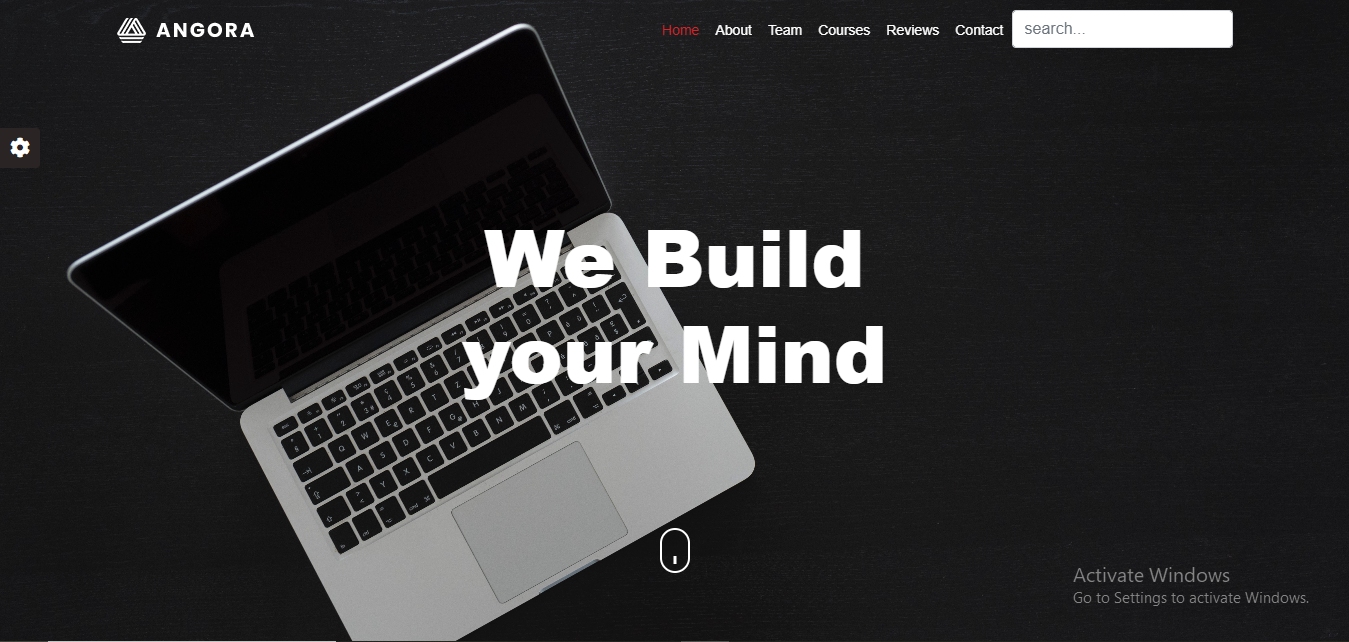 ANGORA
Home About Team Courses Reviews Contact search...
We Build
your Mind
Activate Windows
Go to Settings to activate Windows.